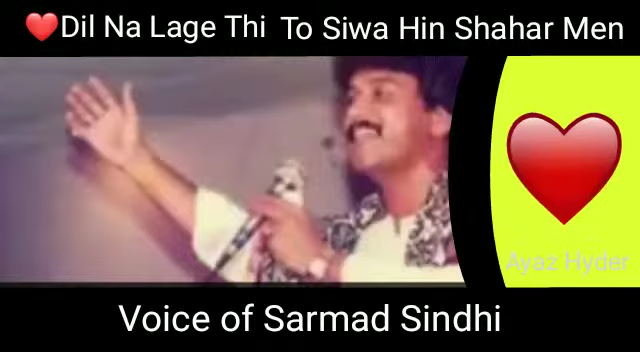 ❤️Dil Na Lage Thi To Siwa Hin Shahar Men
Ayaz Hyder
Voice of Sarmad Sindhi